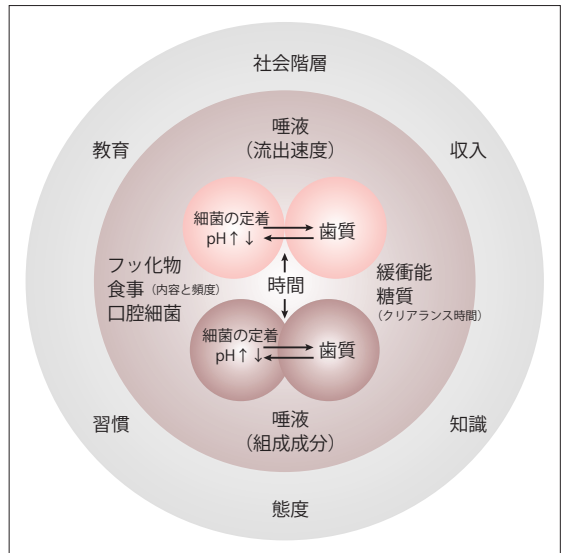 社会階層
教育
唾液
(流出速度)
収入
細菌の定着
pH↑↓
歯質
フッ化物
食事(内容と頻度)
口腔細菌
時間
緩衝能
糖質
(クリアランス時間)
細菌の定着
pH↑↓
歯質
習慣
唾液
(組成成分)
知識
態度